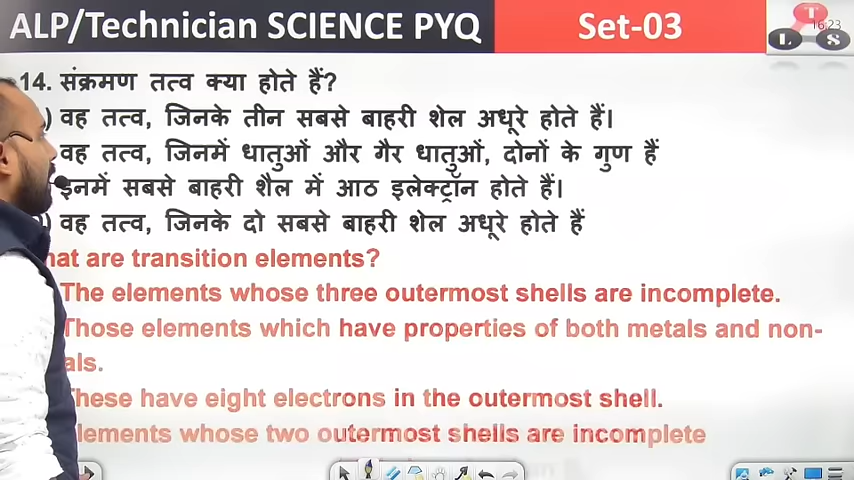 ALP/Technician SCIENCE PYQ
Set-03
T
L S
16:23
14. संक्रमण तत्व क्या होते हैं?
) वह तत्व, जिनके तीन सबसे बाहरी शेल अधूरे होते हैं।
वह तत्व, जिनमें धातुओं और गैर धातुओं, दोनों के गुण हैं
इनमें सबसे बाहरी शैल में आठ इलेक्ट्रॉन होते हैं।
) वह तत्व, जिनके दो सबसे बाहरी शेल अधूरे होते हैं
hat are transition elements?
The elements whose three outermost shells are incomplete.
Those elements which have properties of both metals and non-
als.
These have eight electrons in the outermost shell.
lements whose two outermost shells are incomplete